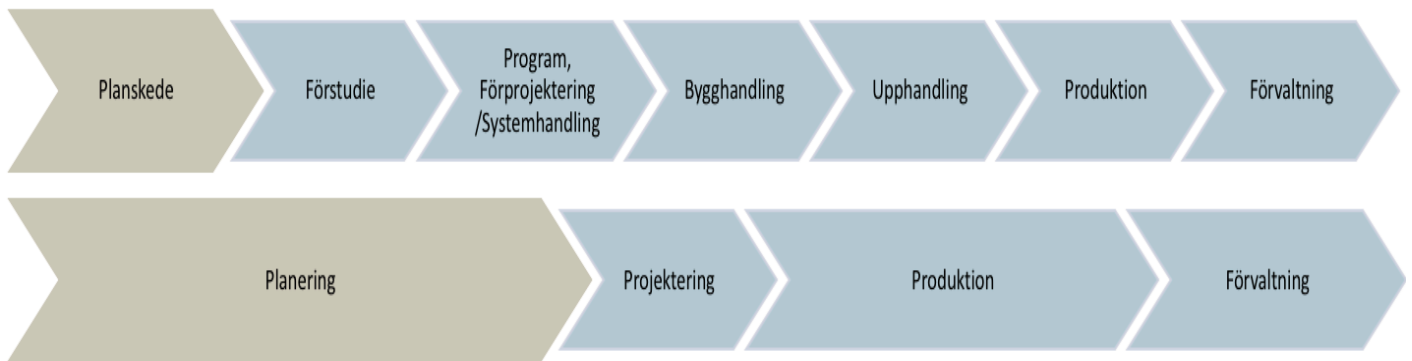 Planskede
Förstudie
Program,
Förprojektering
/Systemhandling
Bygghandling
Upphandling
Produktion
Förvaltning
Planering
Projektering
Produktion
Förvaltning